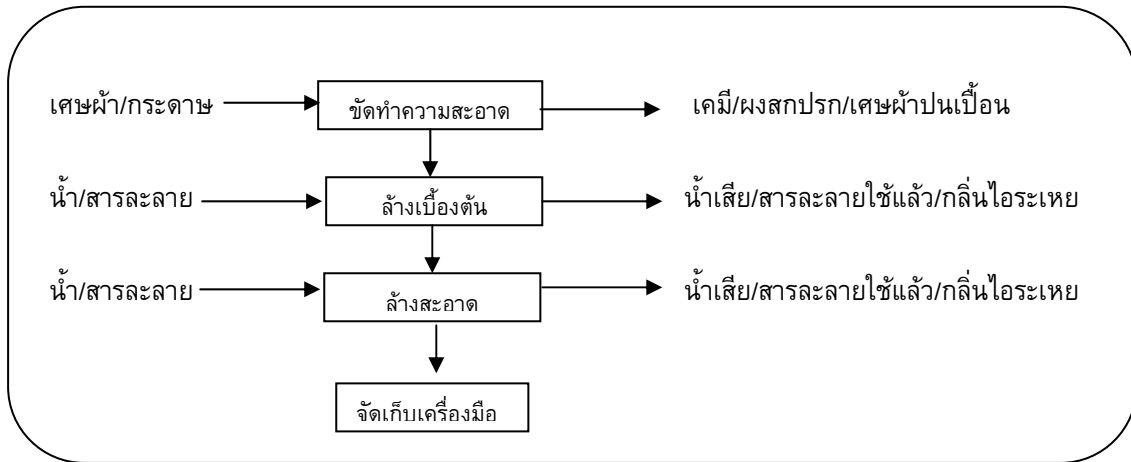 เศษผ้า/กระดาษ ขัดทำความสะอาด เคมี/ผงสกปรก/เศษผ้าปนเปื้อน
น้ำ/สารละลาย ล้างเบื้องต้น น้ำเสีย/สารละลายใช้แล้ว/กลิ่นไอระเหย
น้ำ/สารละลาย ล้างสะอาด น้ำเสีย/สารละลายใช้แล้ว/กลิ่นไอระเหย
จัดเก็บเครื่องมือ